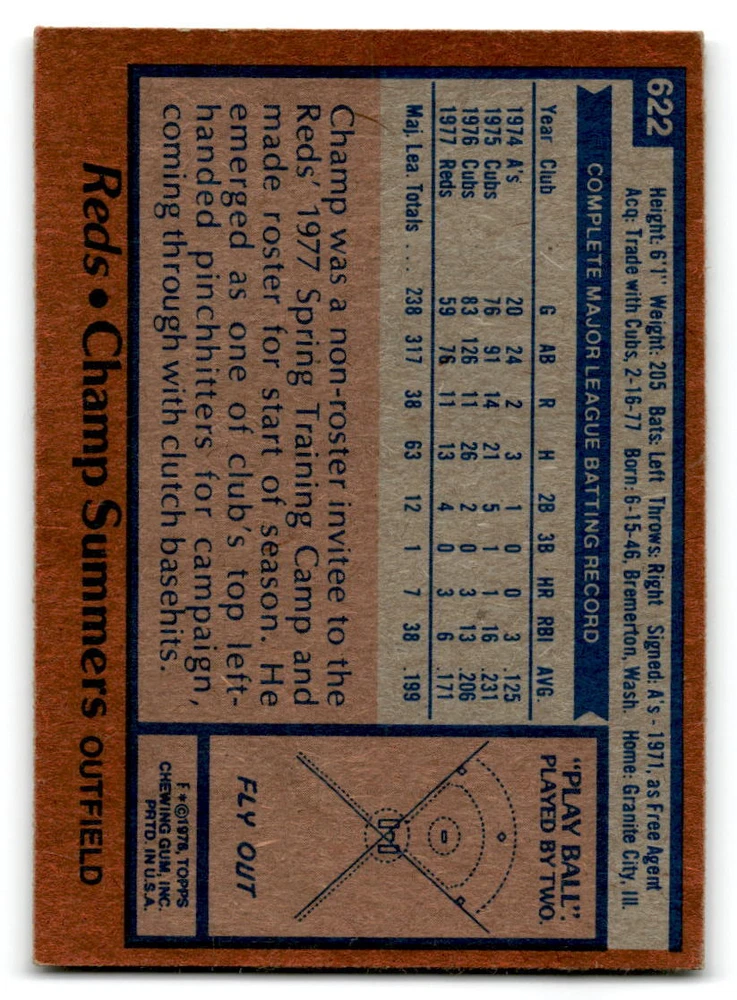 622
Height: 6'1" Weight: 205 Bats: Left Throws: Right Signed: A's - 1971, as Free Agent
Acq: Trade with Cubs, 2-16-77 Born: 6-15-46, Bremerton, Wash. Home: Granite City, Ill.
COMPLETE MAJOR LEAGUE BATTING RECORD
Year Club G AB R H 2B 3B HR RBI AVG.
1974 A's 20 24 2 3 1 0 0 3 .125
1975 Cubs 76 91 14 21 5 1 1 16 .231
1976 Cubs 83 126 11 26 2 0 3 13 .206
1977 Reds 59 76 11 13 4 0 3 6 .171
Maj. Lea. Totals .... 238 317 38 63 12 1 7 38 .199
Champ was a non-roster invitee to the
Reds' 1977 Spring Training Camp and
made roster for start of season. He
emerged as one of club's top left-
handed pinchhitters for campaign,
coming through with clutch basehits.
"PLAY BALL".
PLAYED BY TWO.
FLY OUT
F*©1978, TOPPS
CHEWING GUM, INC.
PRTD. IN U.S.A.
Reds • Champ Summers OUTFIELD